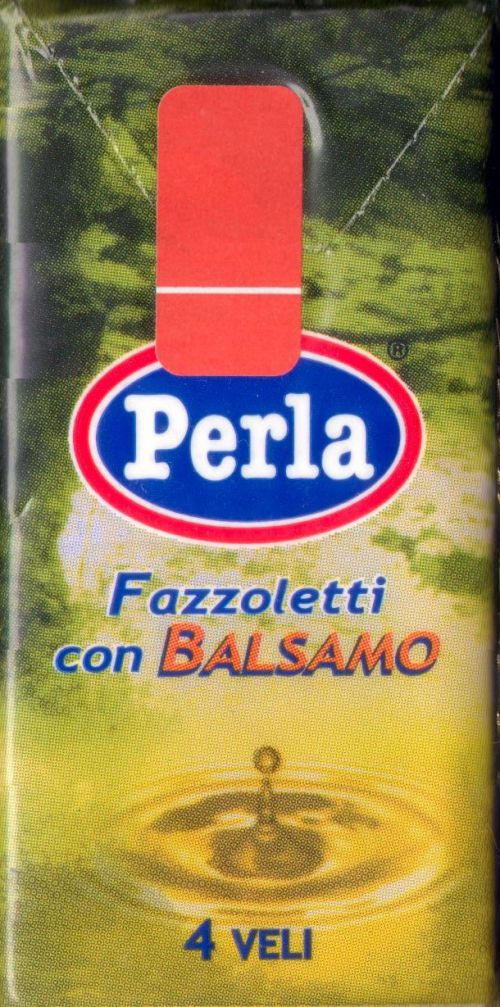 ®
Perla
Fazzoletti
con BALSAMO
4 VELI